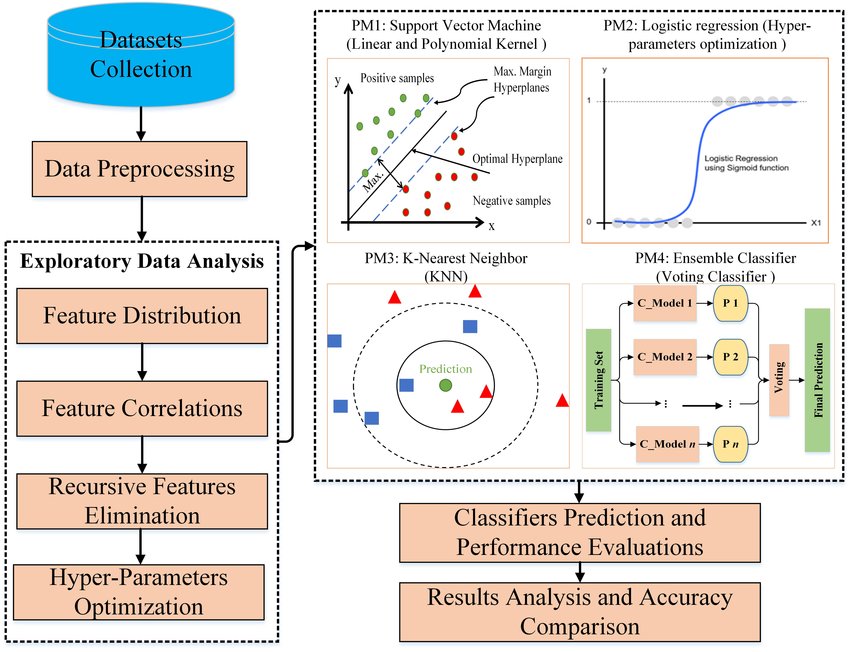 Datasets
Collection
Data Preprocessing
Exploratory Data Analysis
Feature Distribution
Feature Correlations
Recursive Features
Elimination
Hyper-Parameters
Optimization
PM1: Support Vector Machine
(Linear and Polynomial Kernel )
y
Positive samples
Max. Margin
Hyperplanes
Optimal Hyperplane
Max.
Negative samples
x
PM2: Logistic regression (Hyper-
parameters optimization )
y
1
Logistic Regression
using Sigmoid function
0
X1
PM3: K-Nearest Neighbor
(KNN)
Prediction
PM4: Ensemble Classifier
(Voting Classifier )
Training Set
C_Model 1
P 1
C_Model 2
P 2
C_Model n
P n
Voting
Final Prediction
Classifiers Prediction and
Performance Evaluations
Results Analysis and Accuracy
Comparison